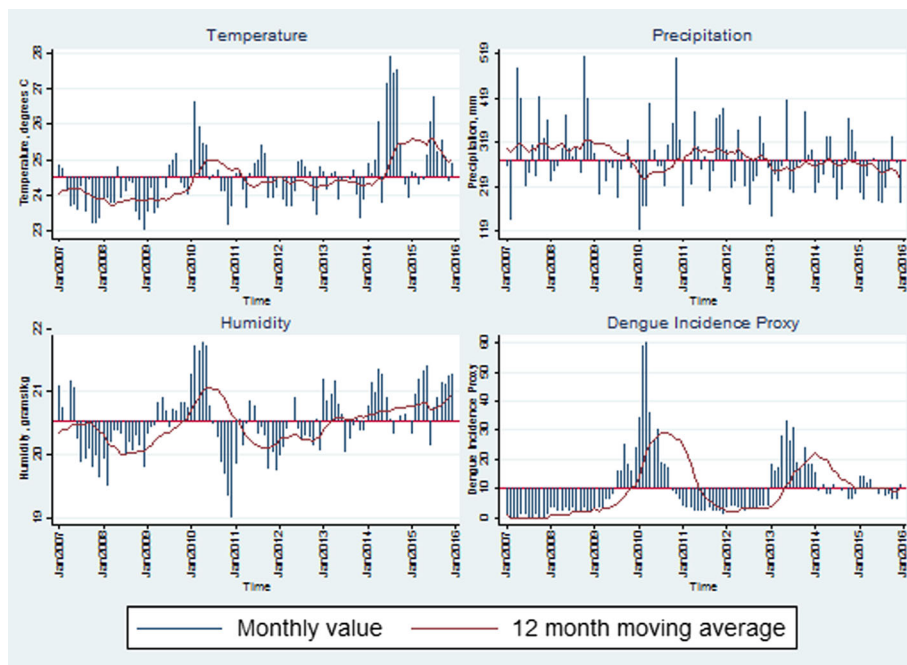 Temperature
Temperature, degrees C
28
27
26
25
24
23
Jan2007
Jan2008
Jan2009
Jan2010
Jan2011
Jan2012
Jan2013
Jan2014
Jan2015
Jan2016
Time
Precipitation
Precipitation, mm
519
419
319
219
119
Jan2007
Jan2008
Jan2009
Jan2010
Jan2011
Jan2012
Jan2013
Jan2014
Jan2015
Jan2016
Time
Humidity
Humidity, grams/kg
22
21
20
19
Jan2007
Jan2008
Jan2009
Jan2010
Jan2011
Jan2012
Jan2013
Jan2014
Jan2015
Jan2016
Time
Dengue Incidence Proxy
Dengue Incidence Proxy
60
50
40
30
20
10
0
Jan2007
Jan2008
Jan2009
Jan2010
Jan2011
Jan2012
Jan2013
Jan2014
Jan2015
Jan2016
Time
Monthly value
12 month moving average